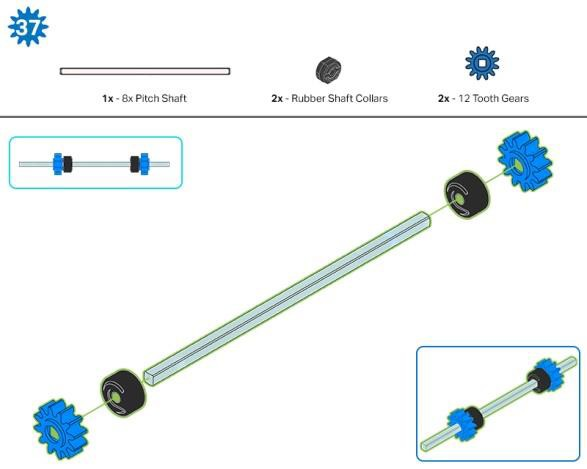 37
1x - 8x Pitch Shaft
2x - Rubber Shaft Collars
2x - 12 Tooth Gears